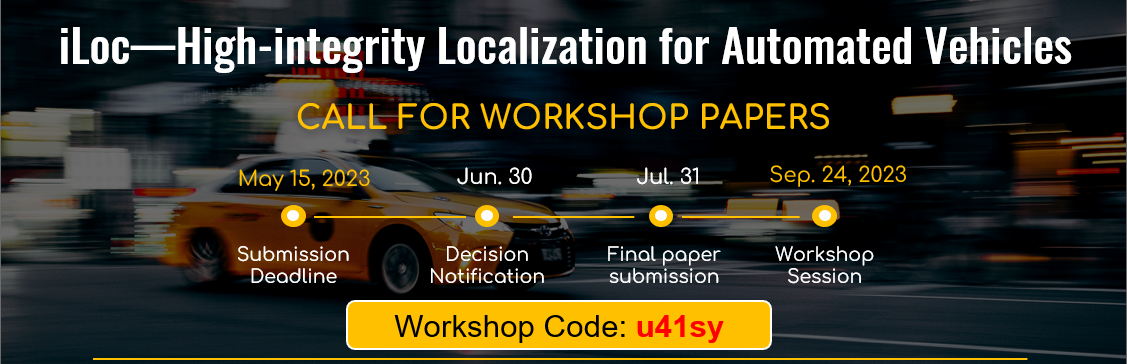 iLoc—High-integrity Localization for Automated Vehicles
CALL FOR WORKSHOP PAPERS
May 15, 2023
Jun. 30
Jul. 31
Sep. 24, 2023
Submission
Deadline
Decision
Notification
Final paper
submission
Workshop
Session
Workshop Code: u41sy